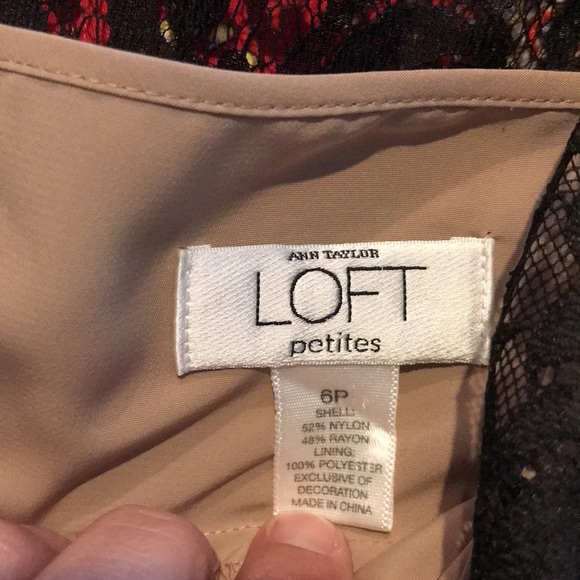 ANN TAYLOR
LOFT
petites
6P
SHELL:
52% NYLON
48% RAYON
LINING:
100% POLYESTER
EXCLUSIVE OF
DECORATION
MADE IN CHINA